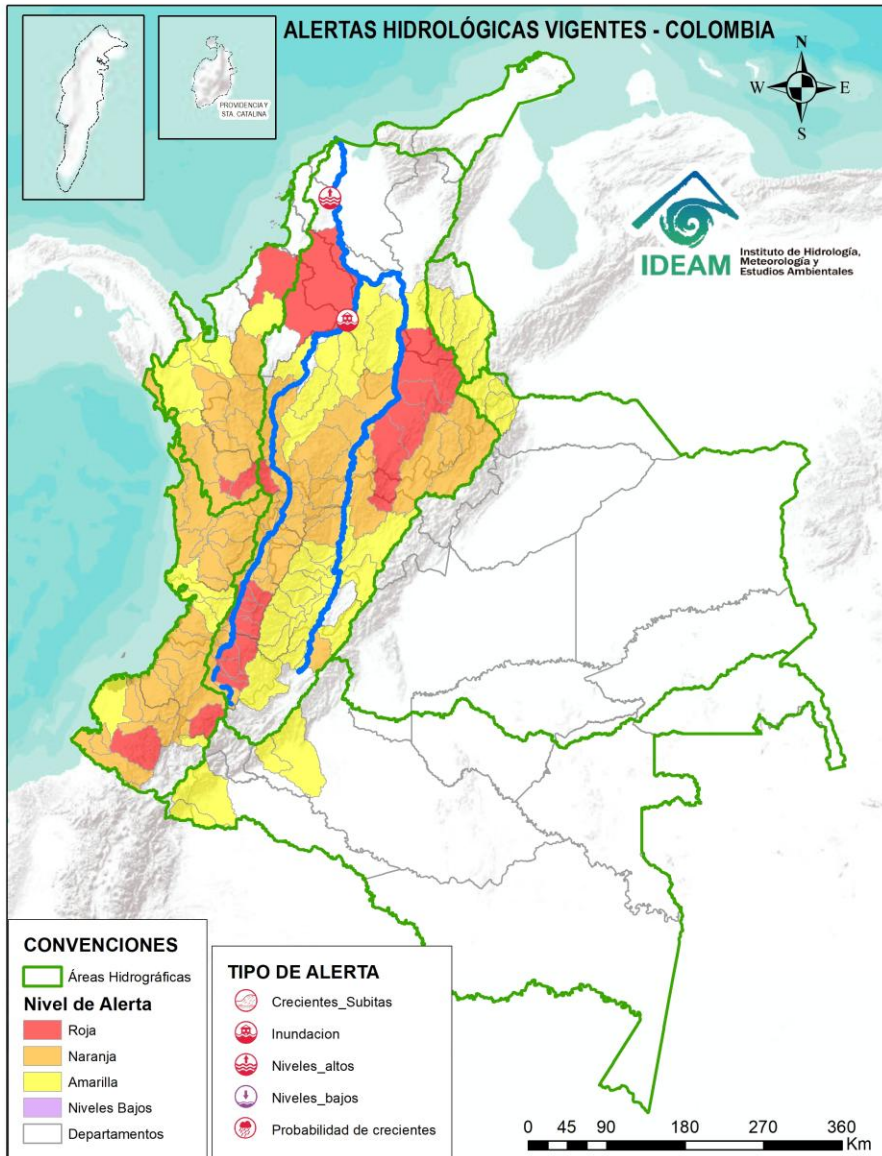 ALERTAS HIDROLÓGICAS VIGENTES - COLOMBIA
PROVIDENCIA Y
STA. CATALINA
N
W
E
S
IDEAM
Instituto de Hidrología,
Meteorología y
Estudios Ambientales
CONVENCIONES
Áreas Hidrográficas
Nivel de Alerta
Roja
Naranja
Amarilla
Niveles Bajos
Departamentos
TIPO DE ALERTA
Crecientes_Subitas
Inundacion
Niveles_altos
Niveles_bajos
Probabilidad de crecientes
0 45 90 180 270 360
Km